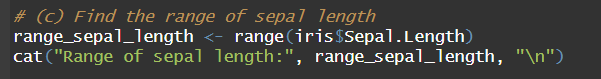 # (c) Find the range of sepal length
range_sepal_length <- range(iris$Sepal.Length)
cat("Range of sepal length:", range_sepal_length, "\n")